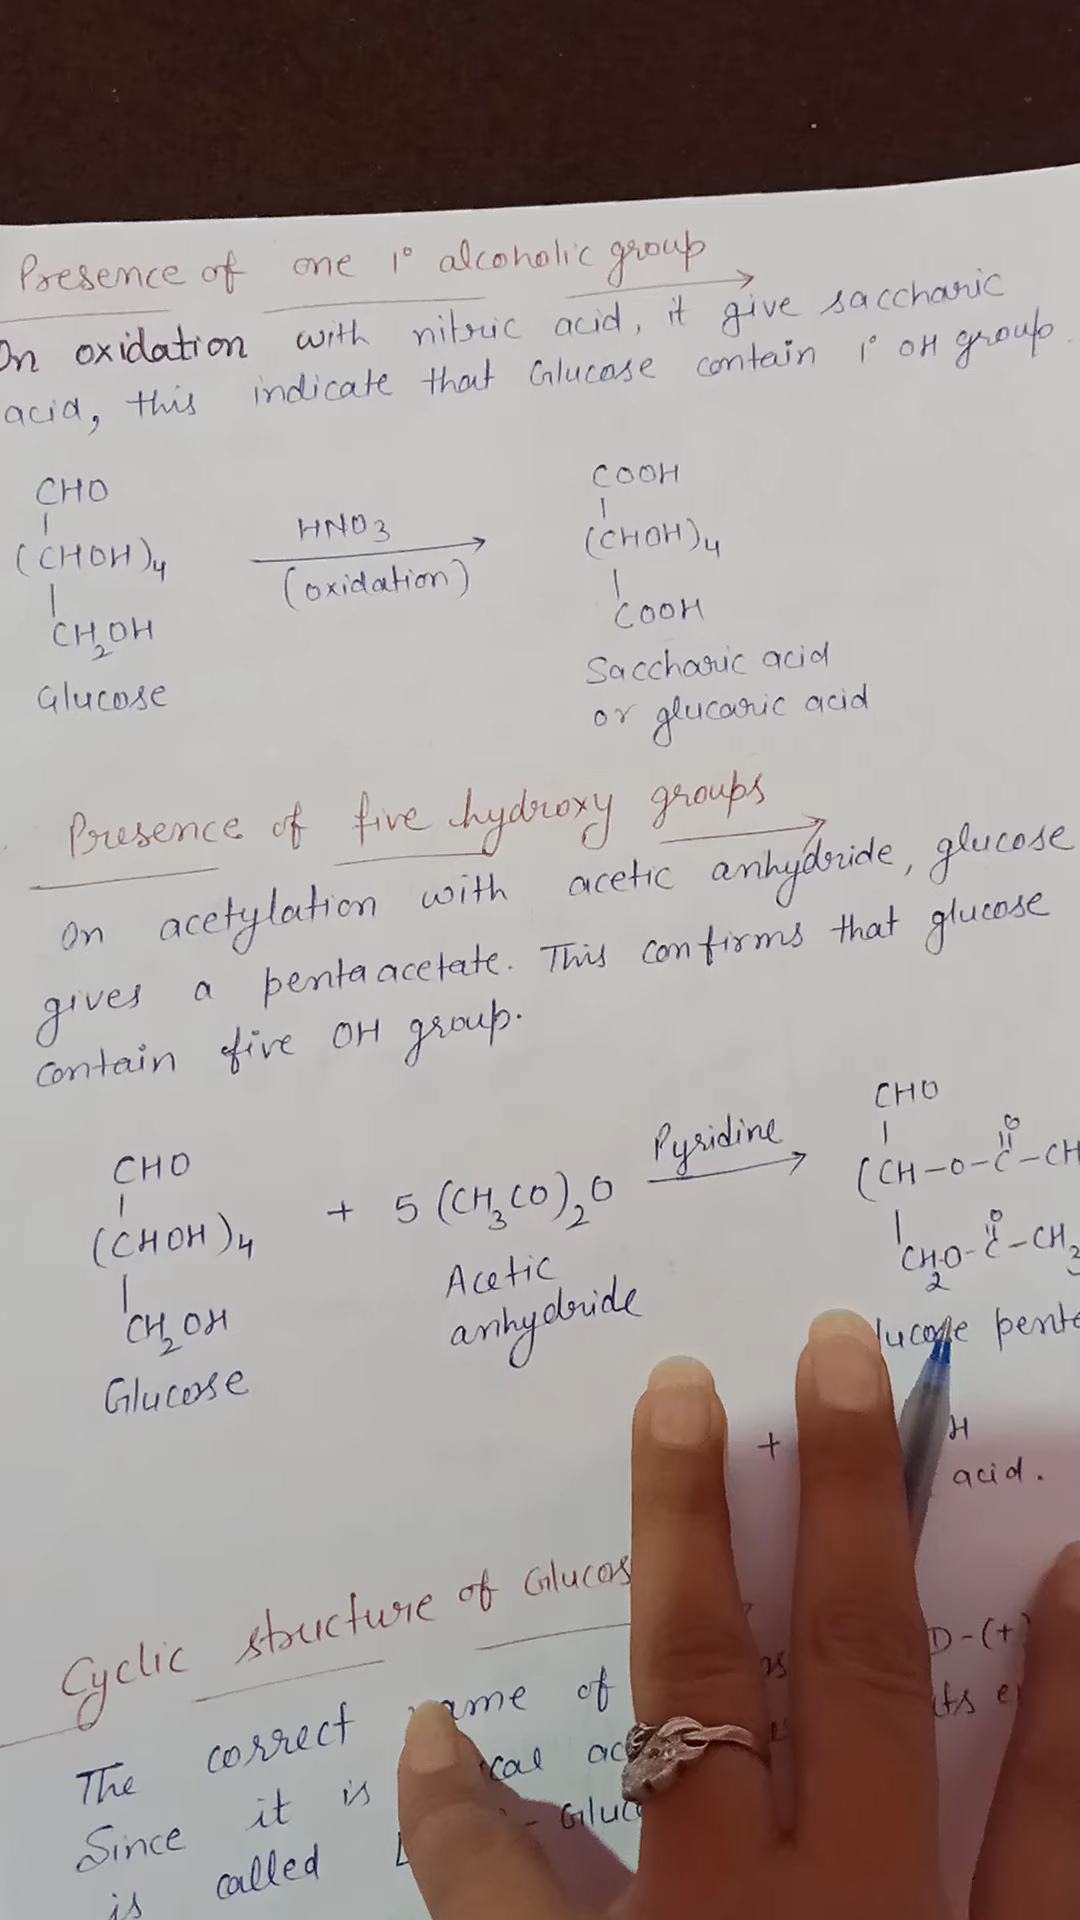 Presence of one 1° alcoholic group
On oxidation with nitric acid, it give saccharic
acid, this indicate that Glucose contain 1° OH group.
CHO
(CHOH)4
CH2OH
Glucose
HNO3
(oxidation)
COOH
(CHOH)4
COOH
Saccharic acid
or glucaric acid
Presence of five hydroxy groups
On acetylation with acetic anhydride, glucose
gives a pentaacetate. This confirms that glucose
contain five OH group.
CHO
(CHOH)4
CH2OH
Glucose
+ 5 (CH3CO)2O
Acetic
anhydride
Pyridine
CHO
(CH-O-C-CH
O
CH2O-C-CH3
O
+
H
acid.
Cyclic structure of
The correct name of D-(+)
Since it is
is called